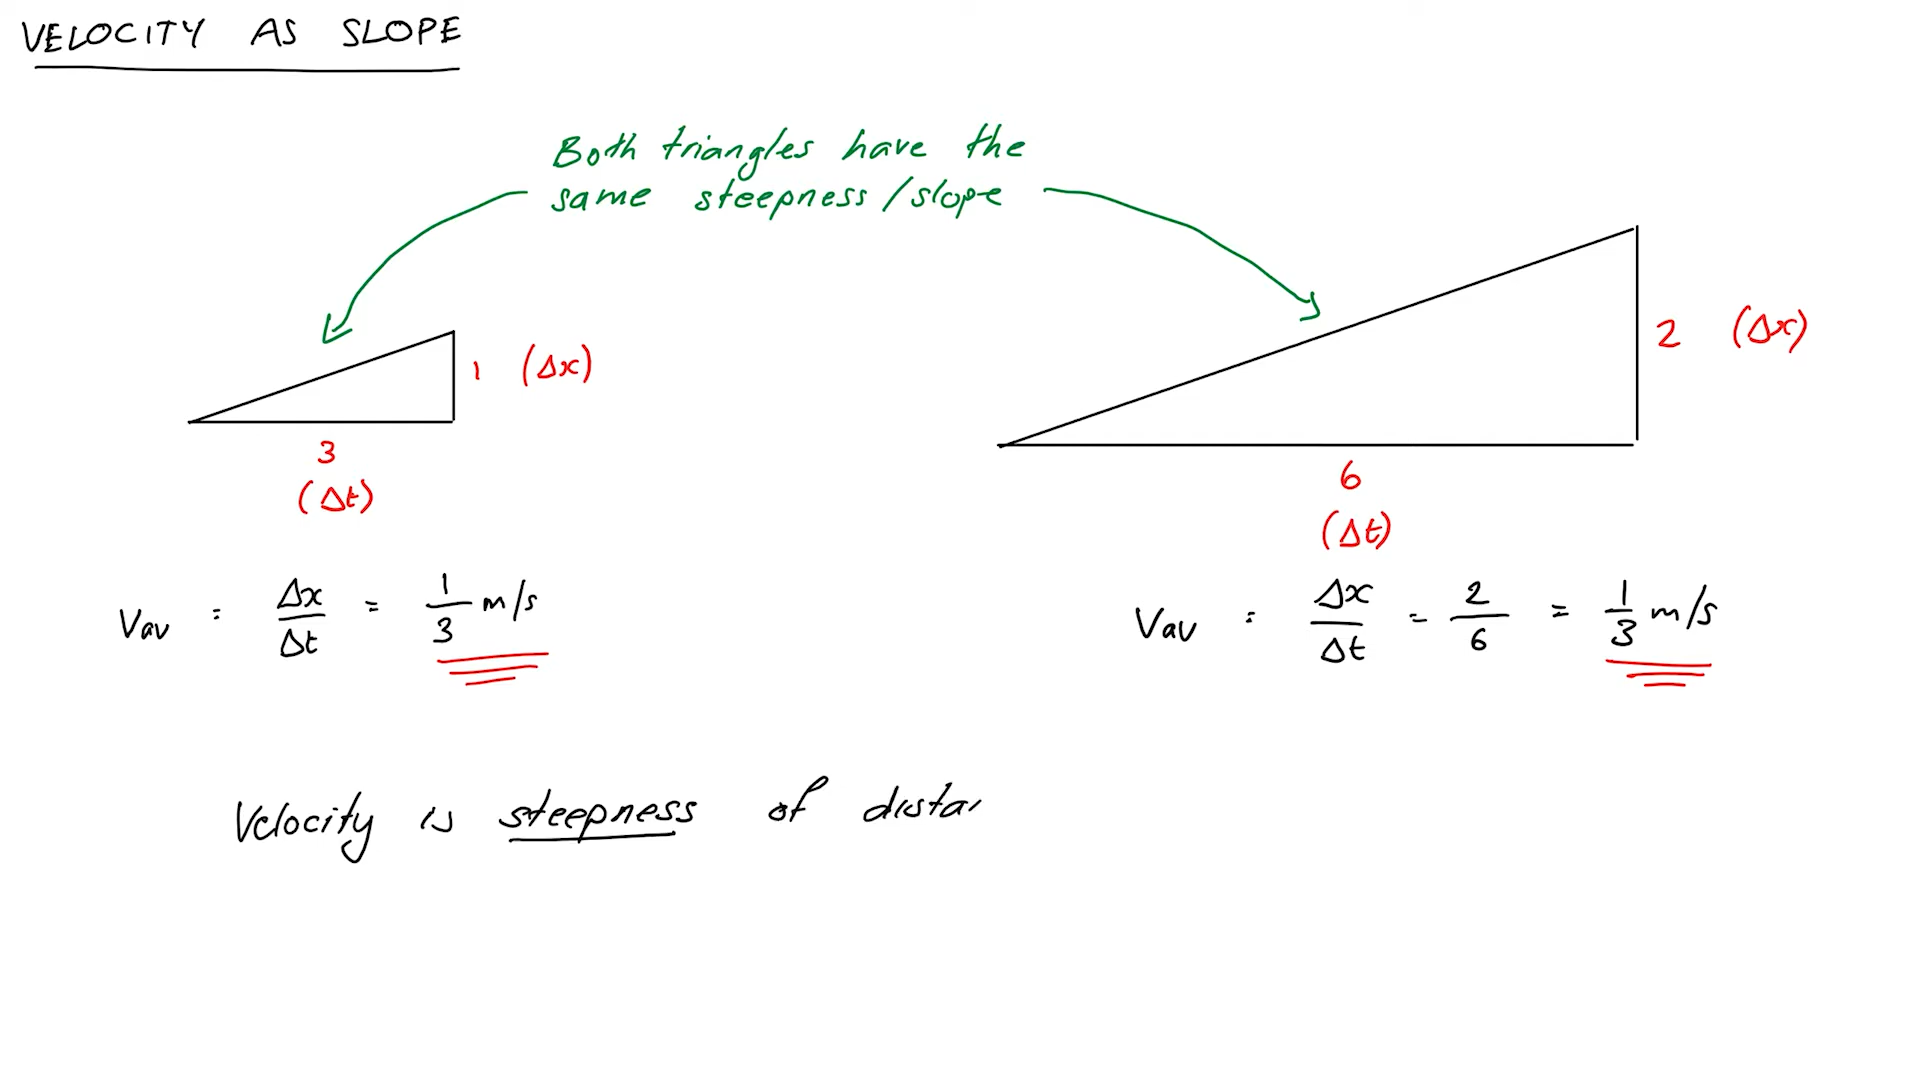 VELOCITY AS SLOPE
Both triangles have the
same steepness/slope
1 (Δx)
3
(Δt)
2 (Δx)
6
(Δt)
Vav = Δx/Δt = 1/3 m/s
Vav = Δx/Δt = 2/6 = 1/3 m/s
Velocity is steepness of distan